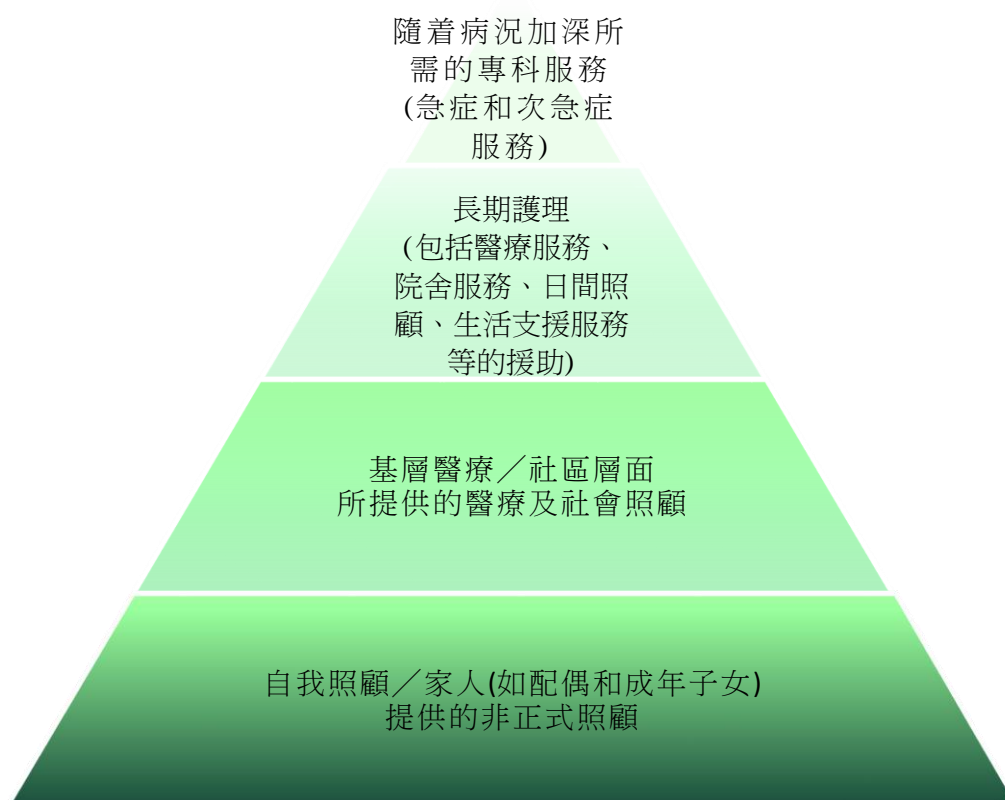 隨着病況加深所
需的專科服務
(急症和次急症
服務)
長期護理
(包括醫療服務、
院舍服務、日間照
顧、生活支援服務
等的援助)
基層醫療／社區層面
所提供的醫療及社會照顧
自我照顧／家人(如配偶和成年子女)
提供的非正式照顧